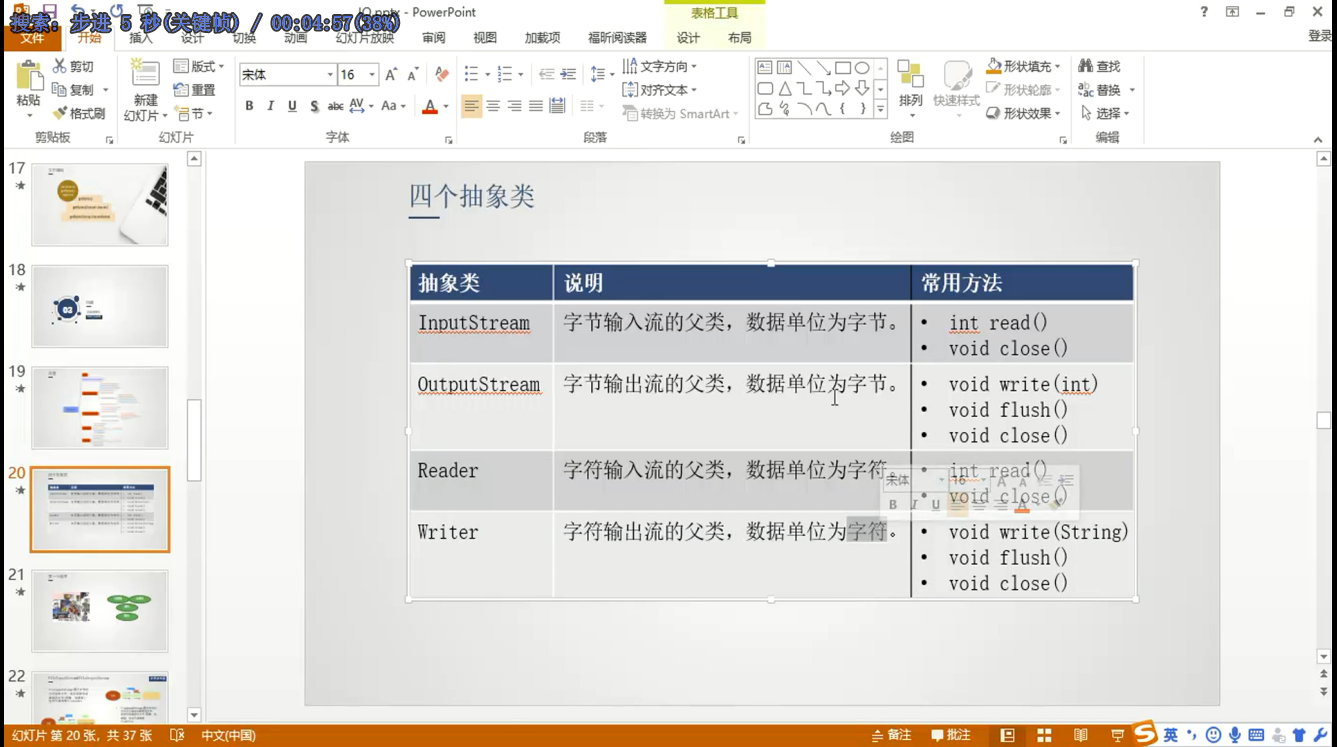 IO.pptx - PowerPoint
表格工具
搜索: 步进 5 秒(关键帧) / 00:04:57(38%)
文件 开始 插入 设计 切换 动画 幻灯片放映 审阅 视图 加载项 福昕阅读器 设计 布局
登录
粘贴
剪切
复制
格式刷
新建
幻灯片
版式
重置
节
宋体 16
文字方向
对齐文本
转换为 SmartArt
排列
快速样式
形状填充
形状轮廓
形状效果
查找
替换
选择
剪贴板 幻灯片 字体 段落 绘图 编辑
17
18
19
20
21
22
四个抽象类
抽象类 说明 常用方法
InputStream 字节输入流的父类，数据单位为字节。 • int read()
• void close()
OutputStream 字节输出流的父类，数据单位为字节。 • void write(int)
• void flush()
• void close()
Reader 字符输入流的父类，数据单位为字符。 • int read()
• void close()
宋体 16
Writer 字符输出流的父类，数据单位为字符。 • void write(String)
• void flush()
• void close()
幻灯片 第 20 张，共 37 张 中文(中国) 备注 批注 英